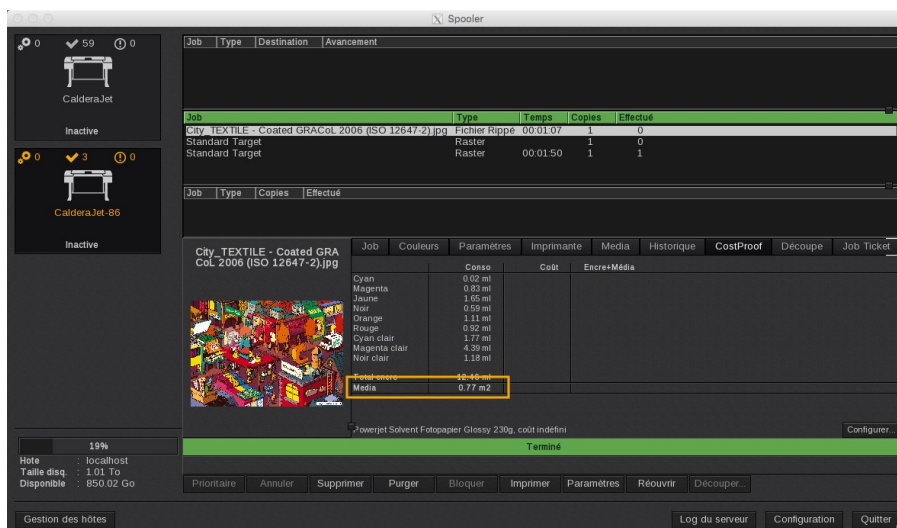 Spooler
0 59 0
CalderaJet
Inactive
0 3 0
CalderaJet-86
Inactive
Job Type Destination Avancement
Job Type Temps Copies Effectué
City_TEXTILE - Coated GRACoL 2006 (ISO 12647-2).jpg Fichier Rippé 00:01:07 1 0
Standard Target Raster 1 0
Standard Target Raster 00:01:50 1 1
Job Type Copies Effectué
City_TEXTILE - Coated GRA
CoL 2006 (ISO 12647-2).jpg
Job Couleurs Paramètres Imprimante Media Historique CostProof Découpe Job Ticket
Conso Coût Encre+Média
Cyan 0.02 ml
Magenta 0.83 ml
Jaune 1.65 ml
Noir 0.59 ml
Orange 1.11 ml
Rouge 0.92 ml
Cyan clair 1.77 ml
Magenta clair 4.39 ml
Noir clair 1.18 ml
Total encre 12.46 ml
Media 0.77 m2
Powerjet Solvent Fotopapier Glossy 230g, coût indéfini
Configurer...
Terminé
19%
Hote : localhost
Taille disq. : 1.01 To
Disponible : 850.02 Go
Prioritaire Annuler Supprimer Purger Bloquer Imprimer Paramètres Réouvrir Découper...
Gestion des hôtes Log du serveur Configuration Quitter